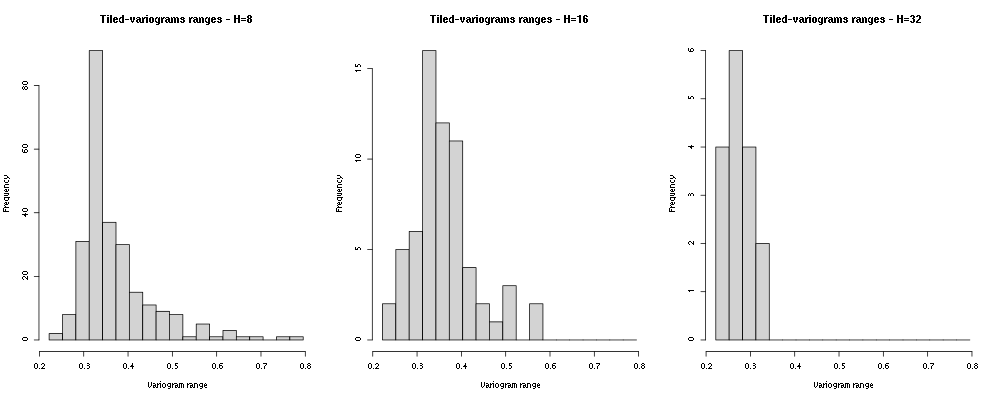 Tiled-variograms ranges - H=8
Frequency
80
60
40
20
0
0.2 0.3 0.4 0.5 0.6 0.7 0.8
Variogram range
Tiled-variograms ranges - H=16
Frequency
15
10
5
0
0.2 0.3 0.4 0.5 0.6 0.7 0.8
Variogram range
Tiled-variograms ranges - H=32
Frequency
6
5
4
3
2
1
0
0.2 0.3 0.4 0.5 0.6 0.7 0.8
Variogram range